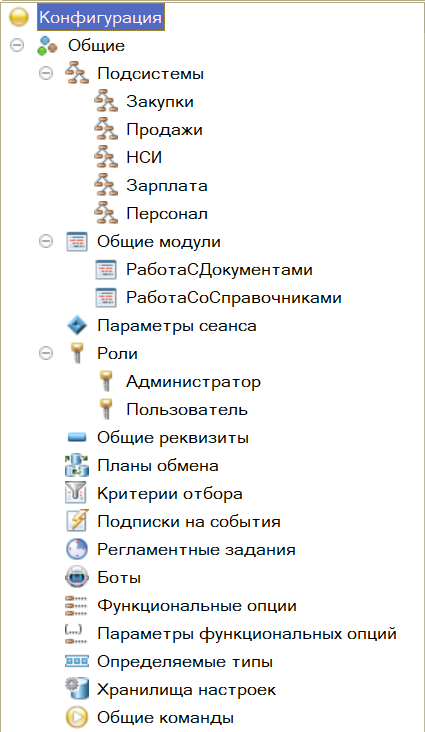 Конфигурация
Общие
Подсистемы
Закупки
Продажи
НСИ
Зарплата
Персонал
Общие модули
РаботаСДокументами
РаботаСоСправочниками
Параметры сеанса
Роли
Администратор
Пользователь
Общие реквизиты
Планы обмена
Критерии отбора
Подписки на события
Регламентные задания
Боты
Функциональные опции
Параметры функциональных опций
Определяемые типы
Хранилища настроек
Общие команды